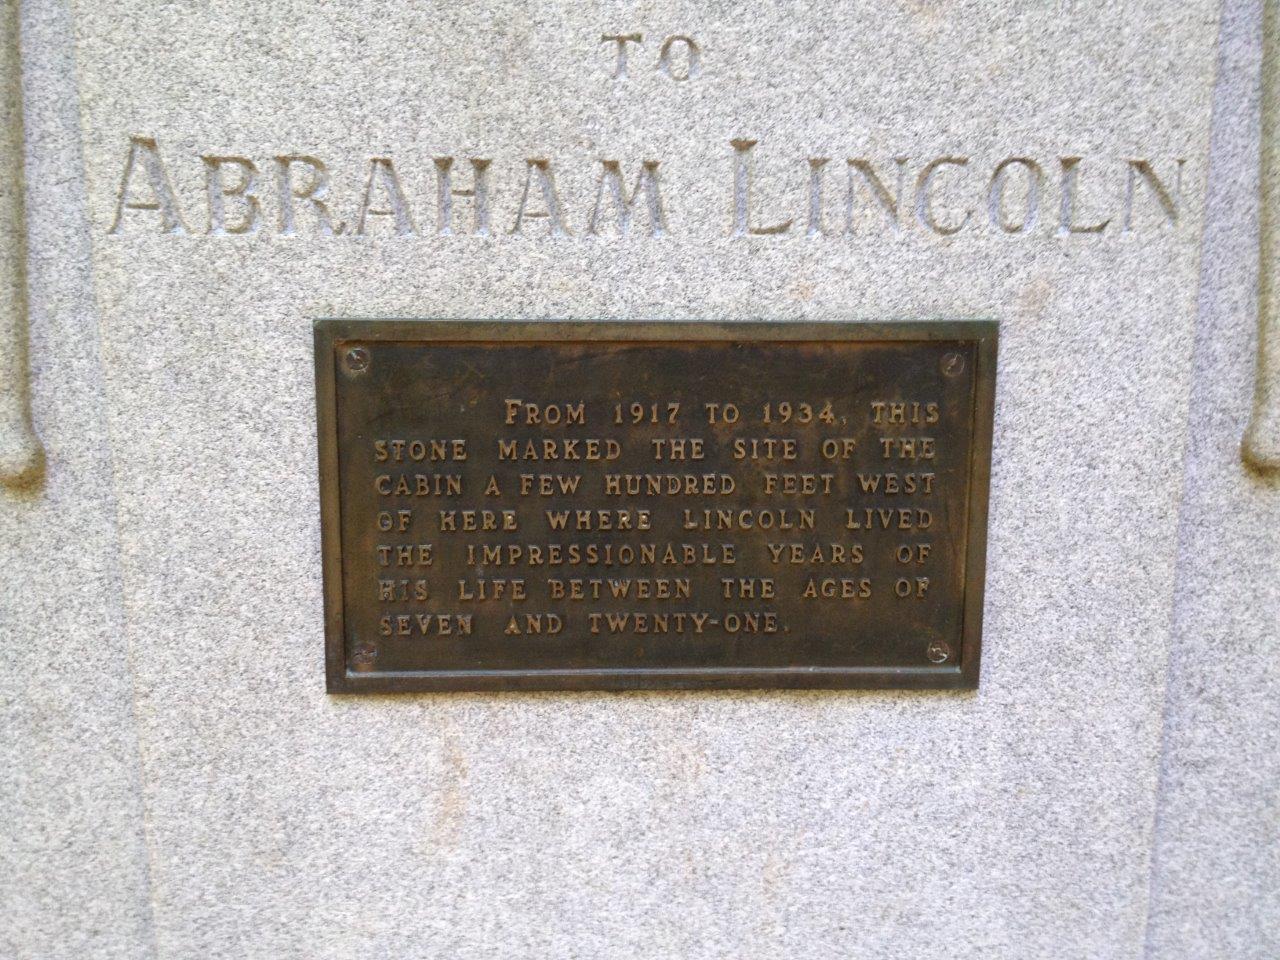 TO
ABRAHAM LINCOLN
FROM 1917 TO 1934, THIS
STONE MARKED THE SITE OF THE
CABIN A FEW HUNDRED FEET WEST
OF HERE WHERE LINCOLN LIVED
THE IMPRESSIONABLE YEARS OF
HIS LIFE BETWEEN THE AGES OF
SEVEN AND TWENTY-ONE.